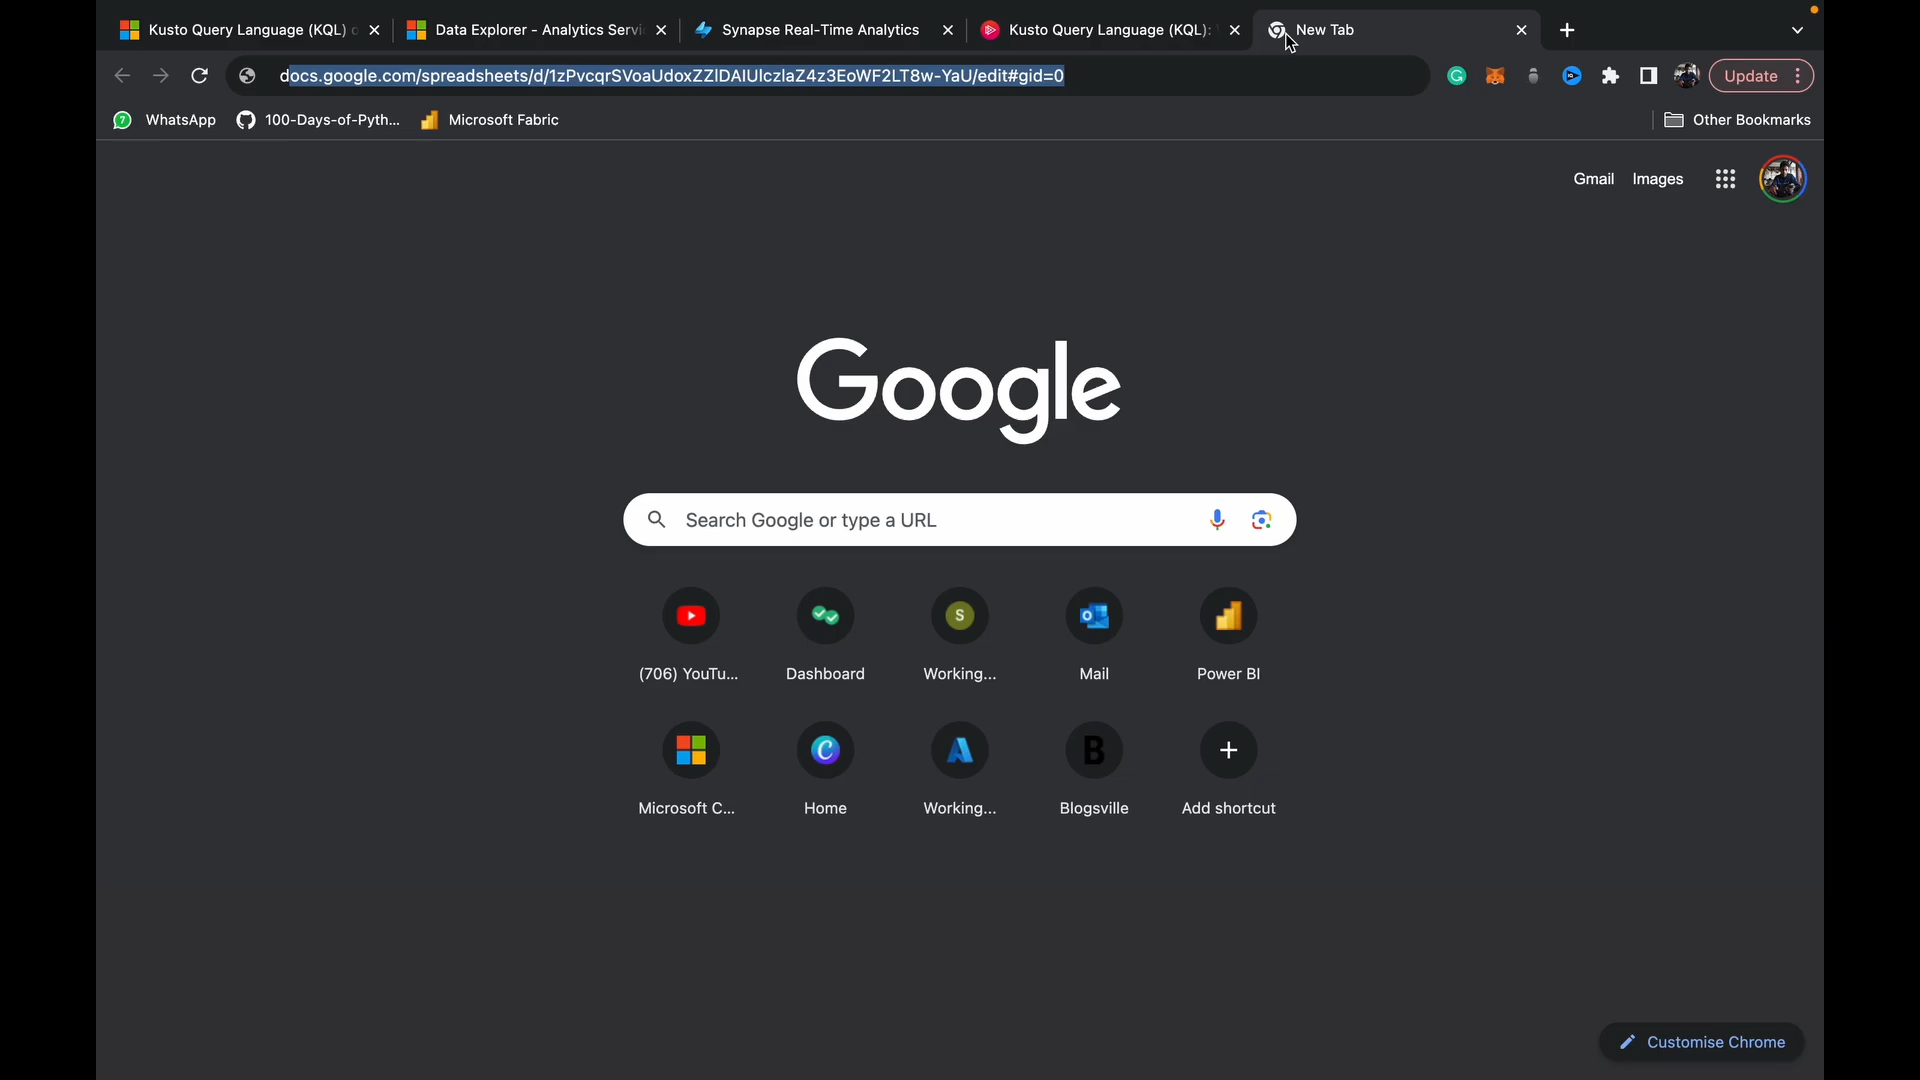 Kusto Query Language (KQL) o
Data Explorer - Analytics Servi
Synapse Real-Time Analytics
Kusto Query Language (KQL):
New Tab
docs.google.com/spreadsheets/d/1zPvcqrSVoaUdoxZZlDAIUlczlaZ4z3EoWF2LT8w-YaU/edit#gid=0
Update
7
WhatsApp
100-Days-of-Pyth...
Microsoft Fabric
Other Bookmarks
Gmail
Images
Google
Search Google or type a URL
S
(706) YouTu...
Dashboard
Working...
Mail
Power BI
C
B
Microsoft C...
Home
Working...
Blogsville
Add shortcut
Customise Chrome